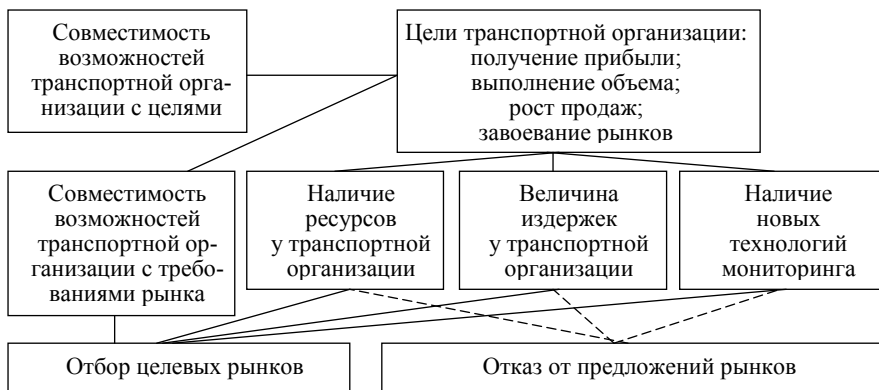 Совместимость
возможностей
транспортной орга-
низации с целями
Цели транспортной организации:
получение прибыли;
выполнение объема;
рост продаж;
завоевание рынков
Совместимость
возможностей
транспортной ор-
ганизации с требо-
ваниями рынка
Наличие
ресурсов
у транспортной
организации
Величина
издержек
у транспортной
организации
Наличие
новых
технологий
мониторинга
Отбор целевых рынков
Отказ от предложений рынков